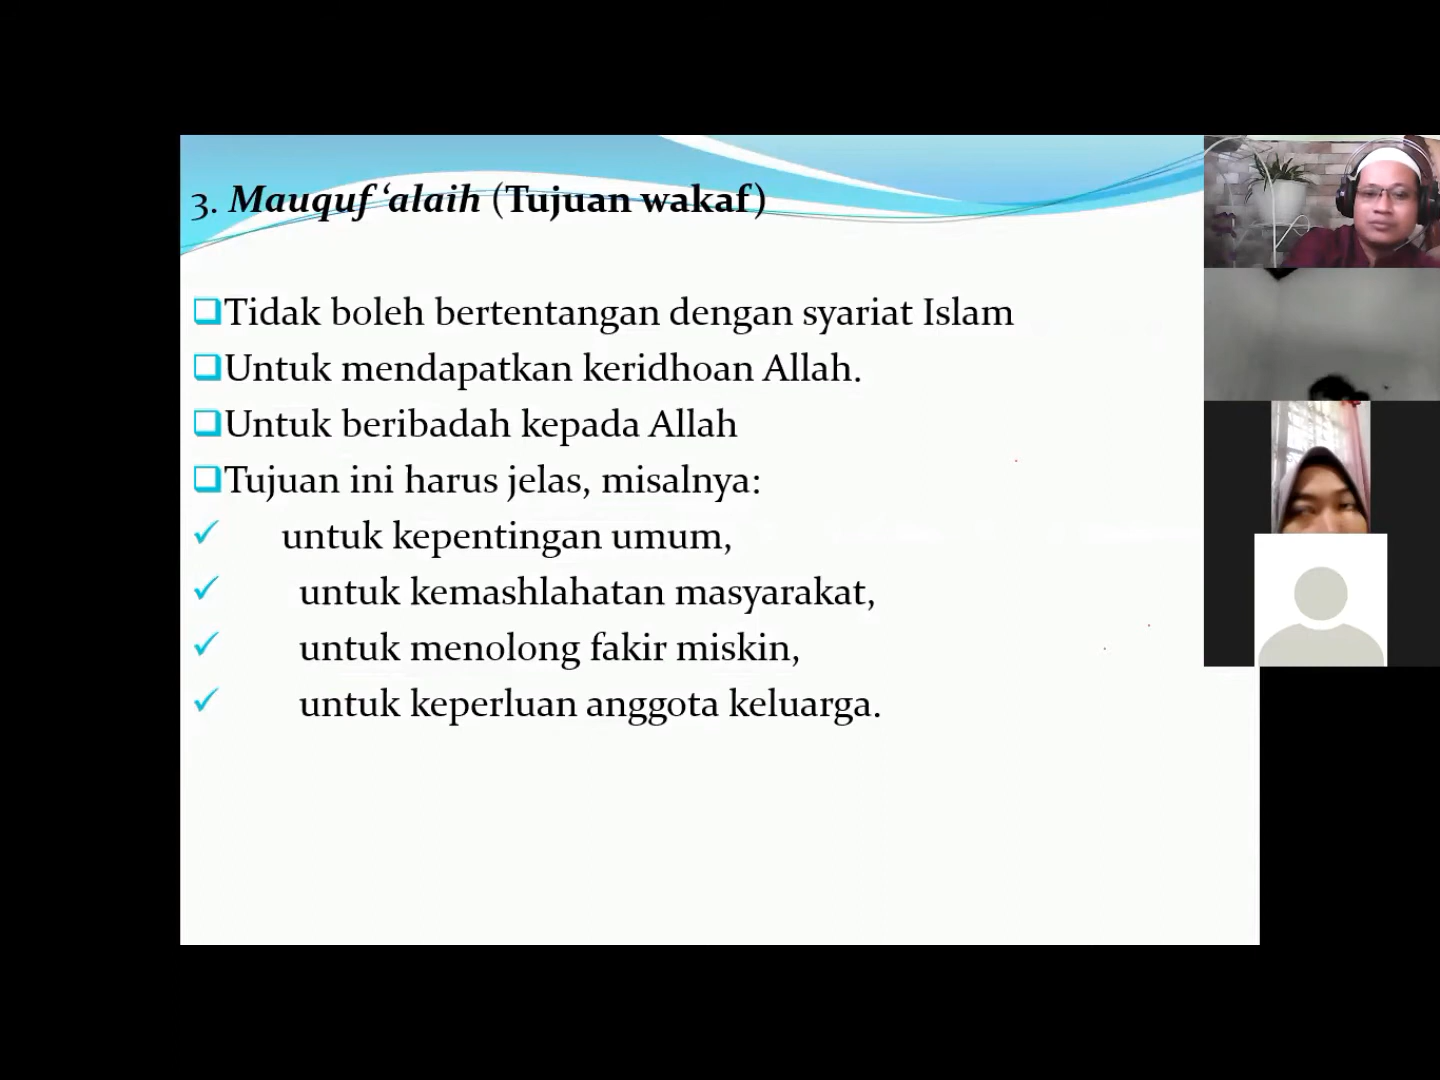 3. Mauquf ‘alaih (Tujuan wakaf)
Tidak boleh bertentangan dengan syariat Islam
Untuk mendapatkan keridhoan Allah.
Untuk beribadah kepada Allah
Tujuan ini harus jelas, misalnya:
untuk kepentingan umum,
untuk kemashlahatan masyarakat,
untuk menolong fakir miskin,
untuk keperluan anggota keluarga.